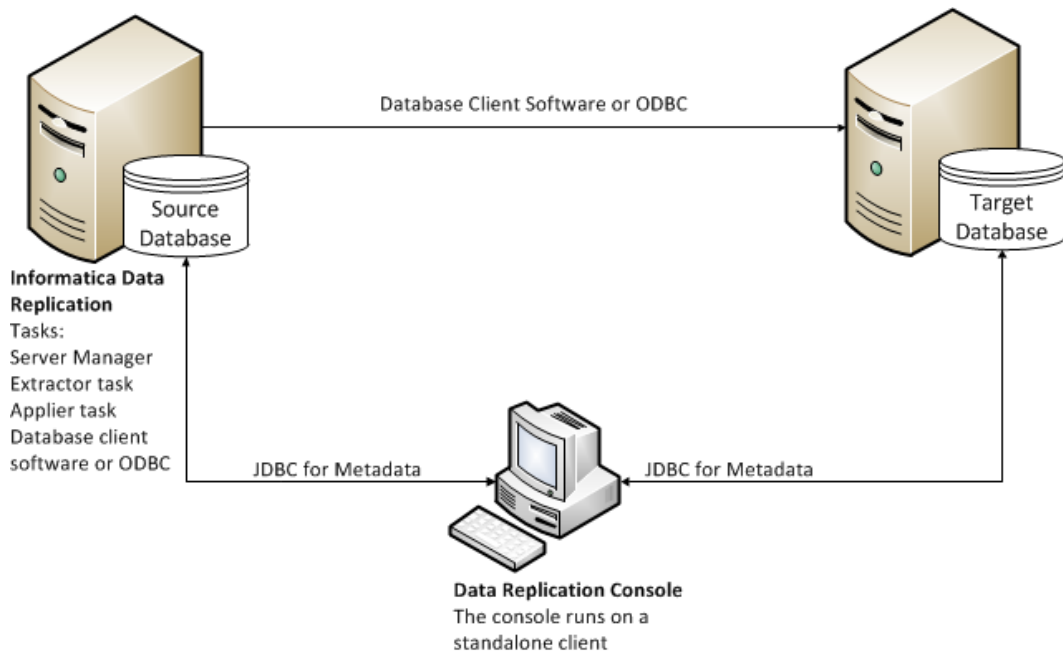 Database Client Software or ODBC
Source
Database
Target
Database
Informatica Data
Replication
Tasks:
Server Manager
Extractor task
Applier task
Database client
software or ODBC
JDBC for Metadata
JDBC for Metadata
Data Replication Console
The console runs on a
standalone client